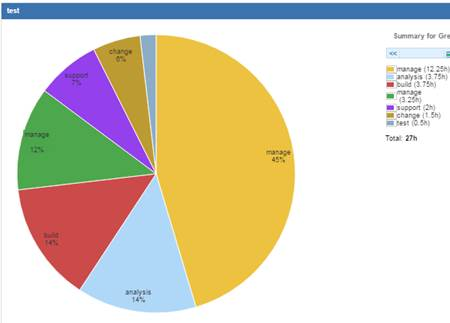 test
Summary for Gre
<<
manage (12.25h)
analysis (3.75h)
build (3.75h)
manage
(3.25h)
support (2h)
change (1.5h)
test (0.5h)
Total: 27h
change
6%
support
7%
manage
12%
manage
45%
build
14%
analysis
14%